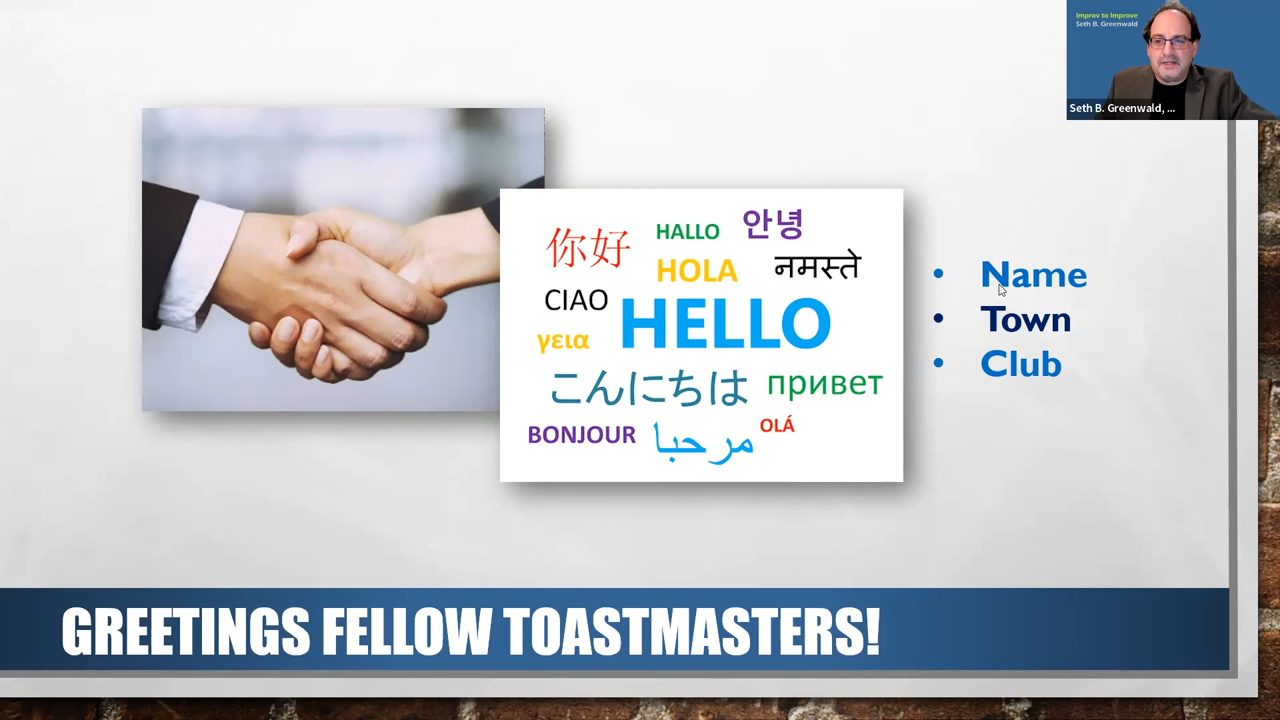 Improv to Improve
Seth B. Greenwald
Seth B. Greenwald, ...
你好
HALLO
안녕
HOLA
नमस्ते
CIAO
HELLO
γεια
こんにちは
привет
BONJOUR
مرحبا
OLÁ
• Name
• Town
• Club
GREETINGS FELLOW TOASTMASTERS!